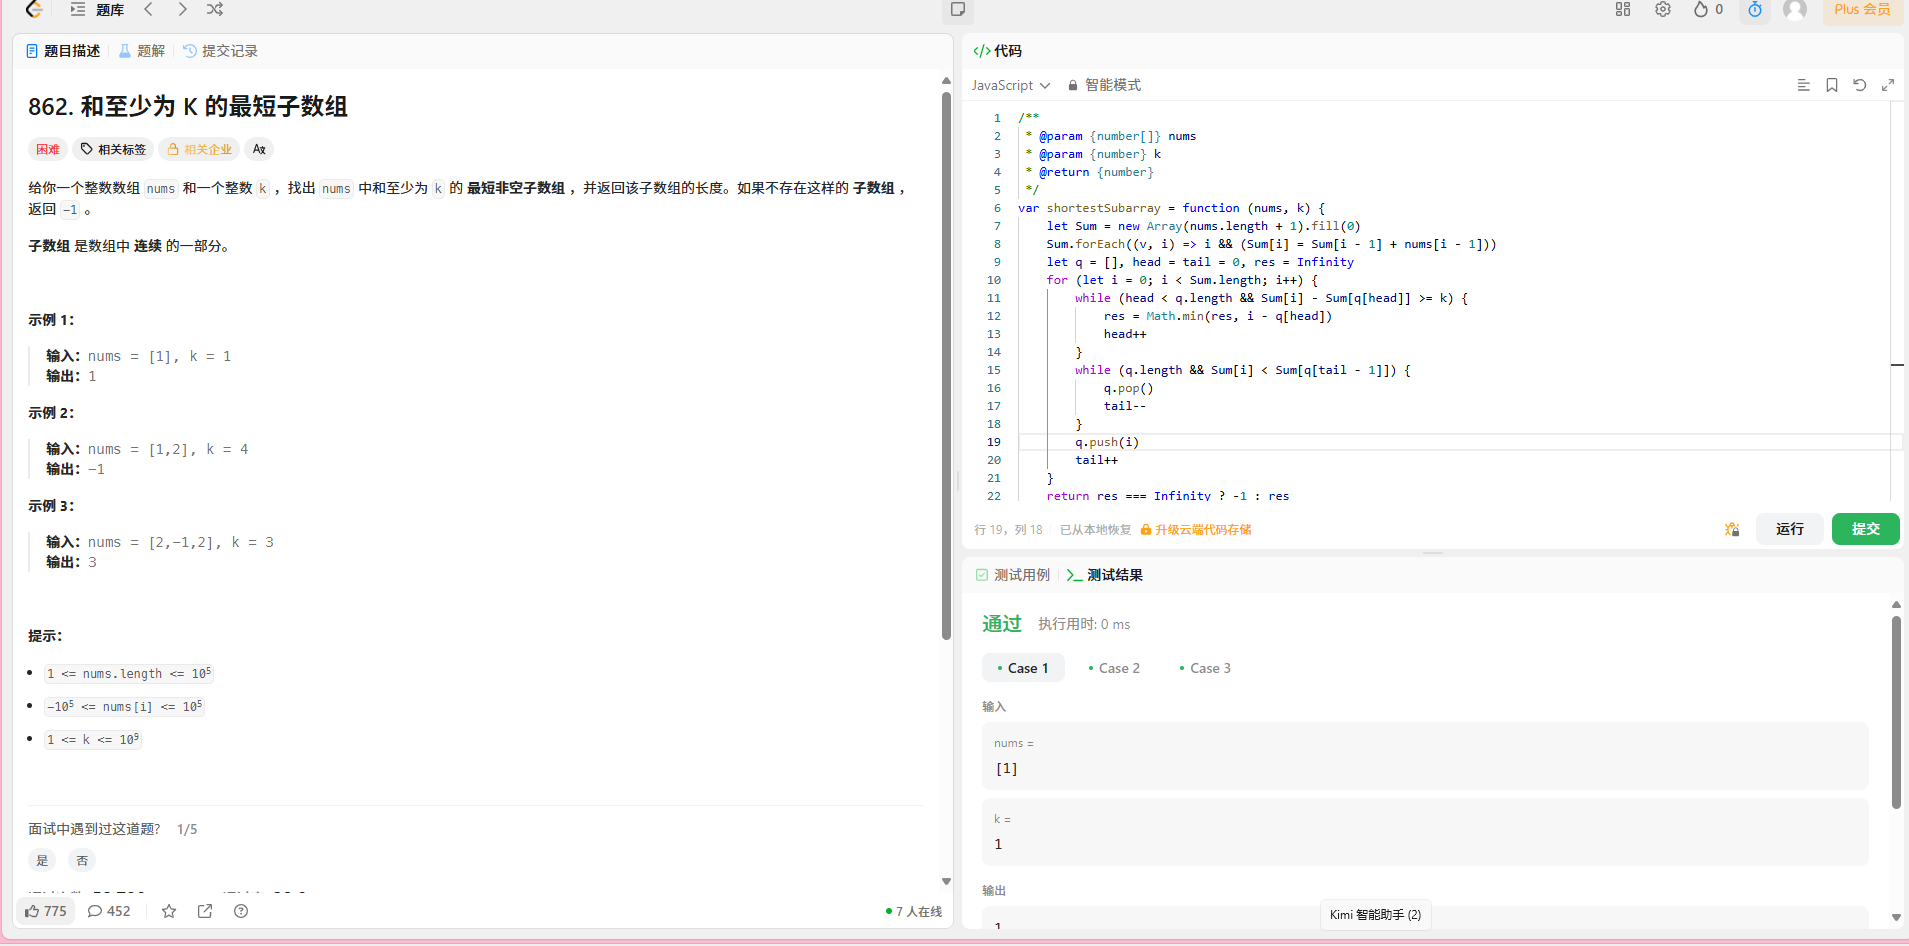 题库
0
Plus 会员
题目描述
题解
提交记录
862. 和至少为 K 的最短子数组
困难
相关标签
相关企业
给你一个整数数组 nums 和一个整数 k ，找出 nums 中和至少为 k 的 最短非空子数组 ，并返回该子数组的长度。如果不存在这样的 子数组 ，
返回 -1 。
子数组 是数组中 连续 的一部分。
示例 1：
输入：nums = [1], k = 1
输出：1
示例 2：
输入：nums = [1,2], k = 4
输出：-1
示例 3：
输入：nums = [2,-1,2], k = 3
输出：3
提示：
1 <= nums.length <= 10⁵
-10⁵ <= nums[i] <= 10⁵
1 <= k <= 10⁹
面试中遇到过这道题? 1/5
是
否
775
452
7 人在线
</> 代码
JavaScript
智能模式
1 /**
2 * @param {number[]} nums
3 * @param {number} k
4 * @return {number}
5 */
6 var shortestSubarray = function (nums, k) {
7 let Sum = new Array(nums.length + 1).fill(0)
8 Sum.forEach((v, i) => i && (Sum[i] = Sum[i - 1] + nums[i - 1]))
9 let q = [], head = tail = 0, res = Infinity
10 for (let i = 0; i < Sum.length; i++) {
11 while (head < q.length && Sum[i] - Sum[q[head]] >= k) {
12 res = Math.min(res, i - q[head])
13 head++
14 }
15 while (q.length && Sum[i] < Sum[q[tail - 1]]) {
16 q.pop()
17 tail--
18 }
19 q.push(i)
20 tail++
21 }
22 return res === Infinity ? -1 : res
行 19，列 18
已从本地恢复
升级云端代码存储
运行
提交
测试用例
测试结果
通过
执行用时: 0 ms
Case 1
Case 2
Case 3
输入
nums =
[1]
k =
1
输出
1
Kimi 智能助手 (2)